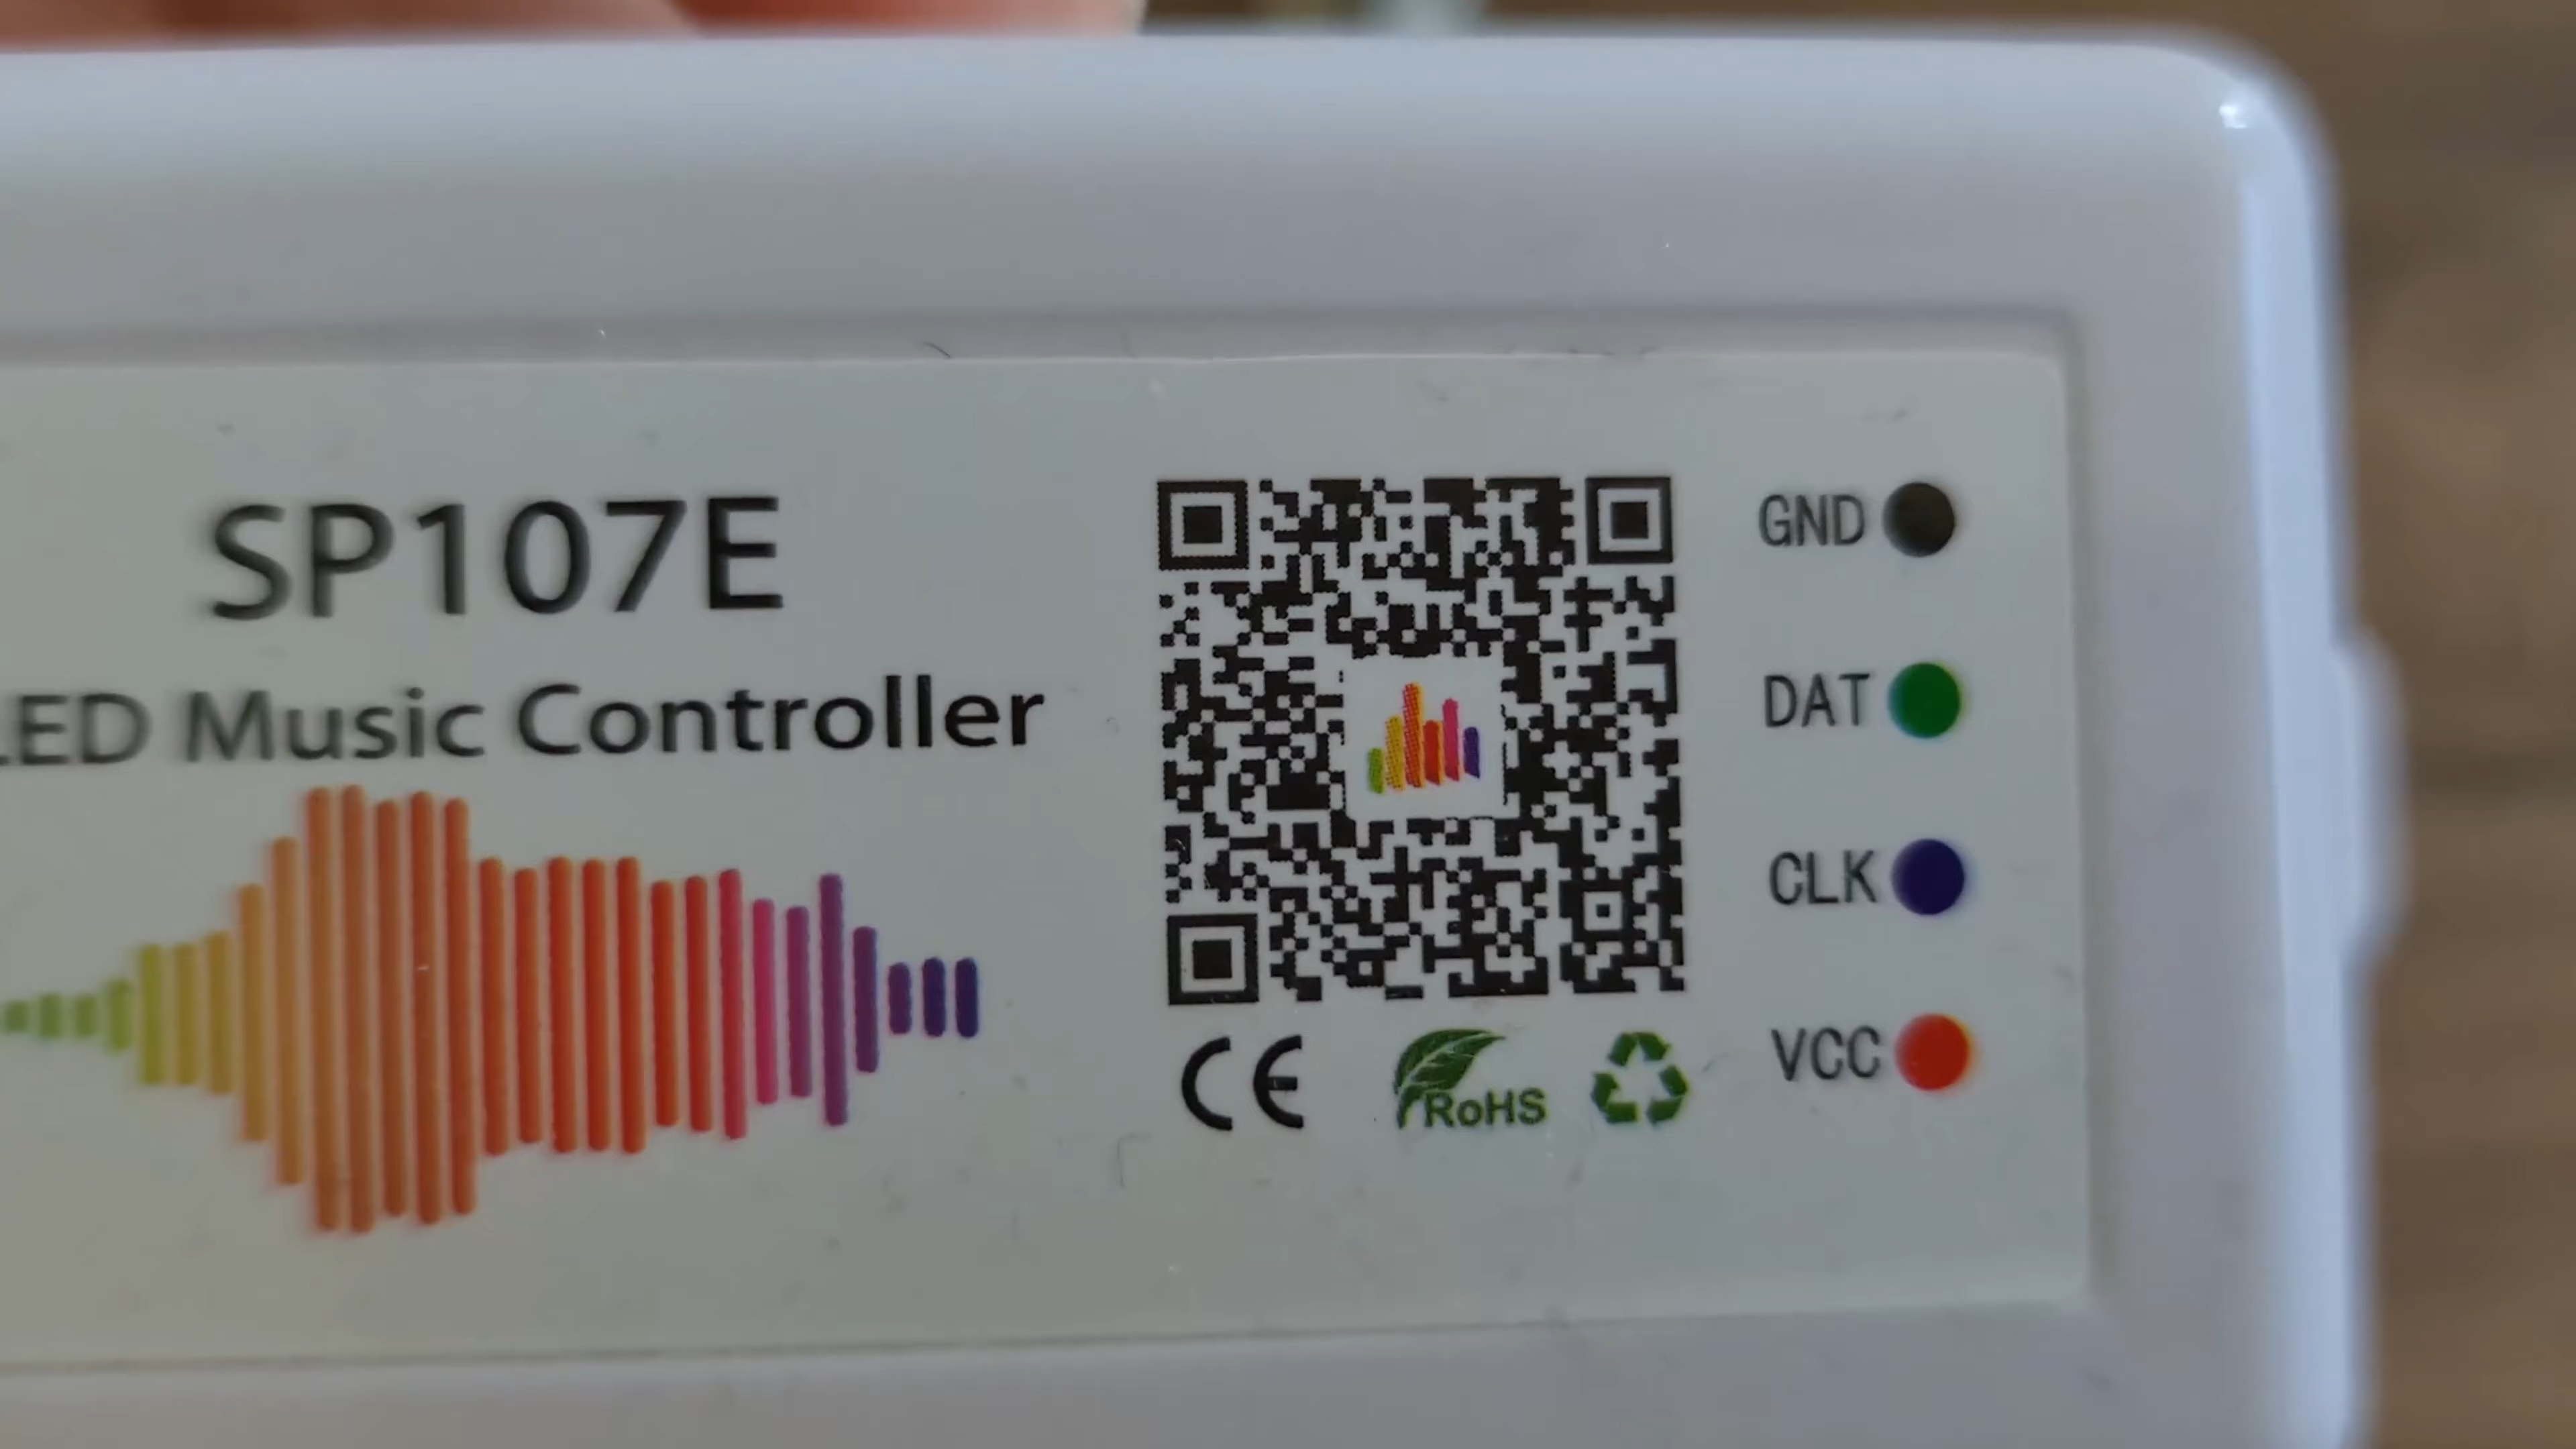 SP107E
LED Music Controller
GND
DAT
CLK
VCC
CE
RoHS